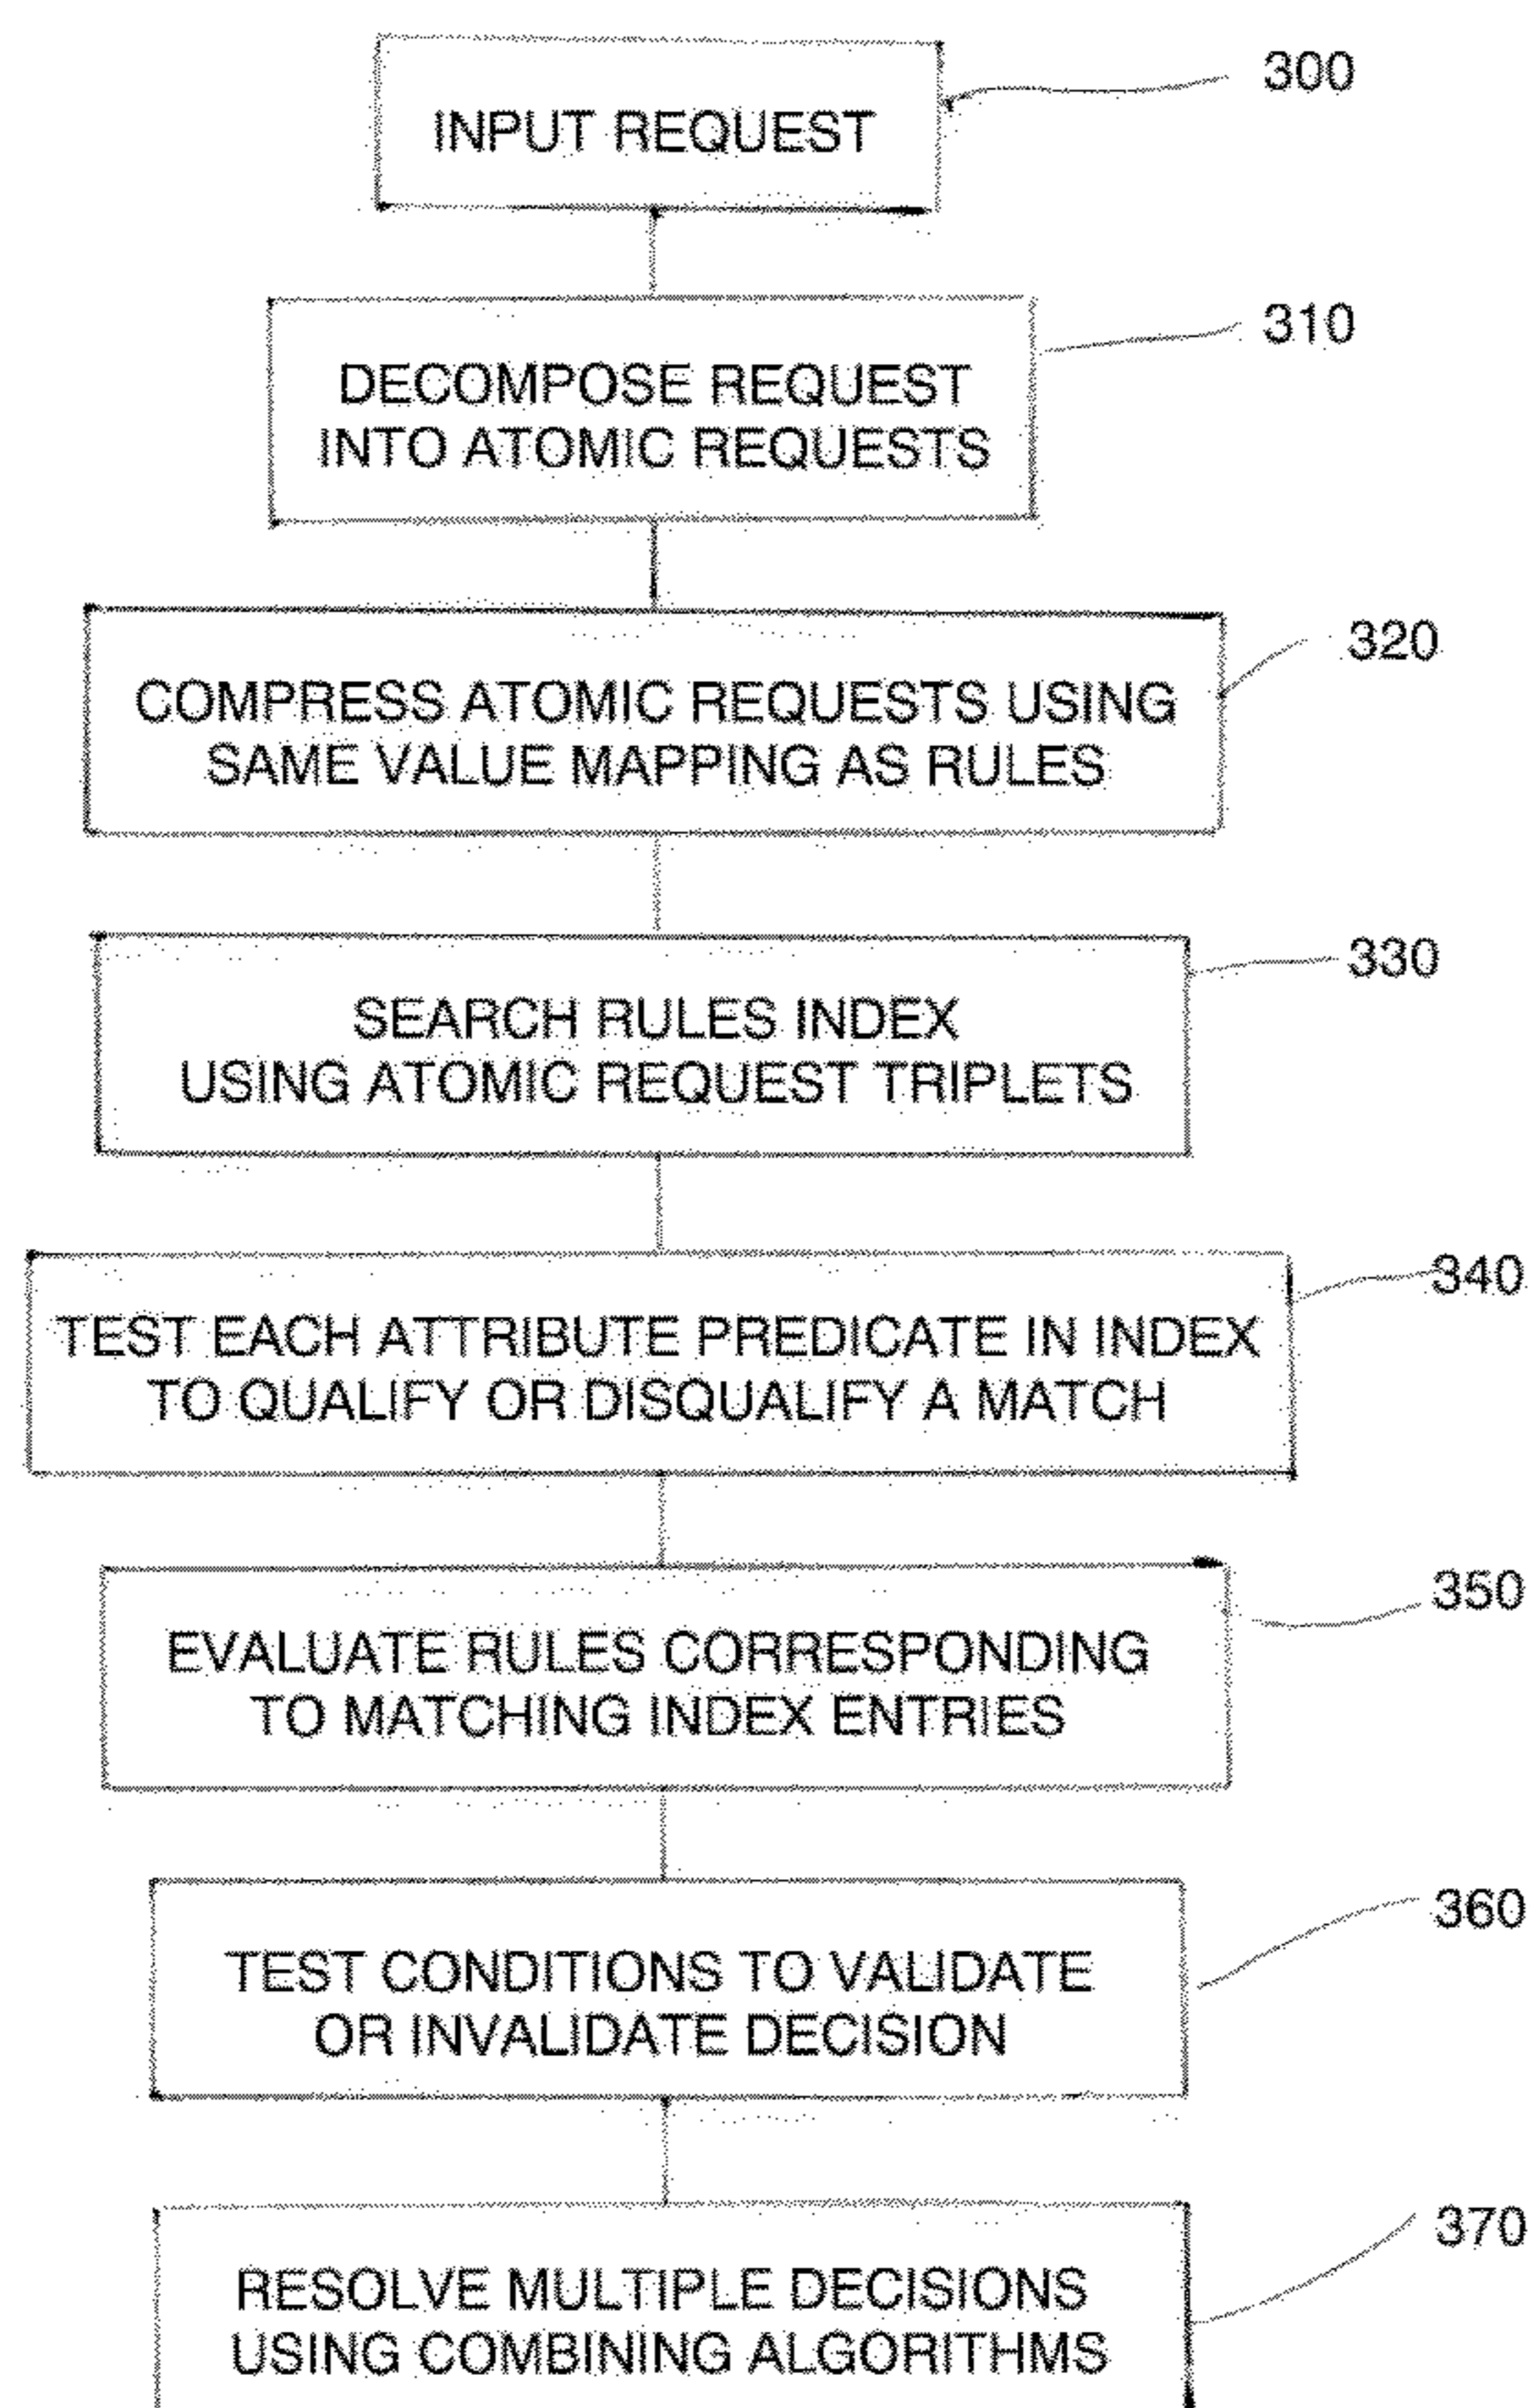 300
INPUT REQUEST
310
DECOMPOSE REQUEST
INTO ATOMIC REQUESTS
320
COMPRESS ATOMIC REQUESTS USING
SAME VALUE MAPPING AS RULES
330
SEARCH RULES INDEX
USING ATOMIC REQUEST TRIPLETS
340
TEST EACH ATTRIBUTE PREDICATE IN INDEX
TO QUALIFY OR DISQUALIFY A MATCH
350
EVALUATE RULES CORRESPONDING
TO MATCHING INDEX ENTRIES
360
TEST CONDITIONS TO VALIDATE
OR INVALIDATE DECISION
370
RESOLVE MULTIPLE DECISIONS
USING COMBINING ALGORITHMS